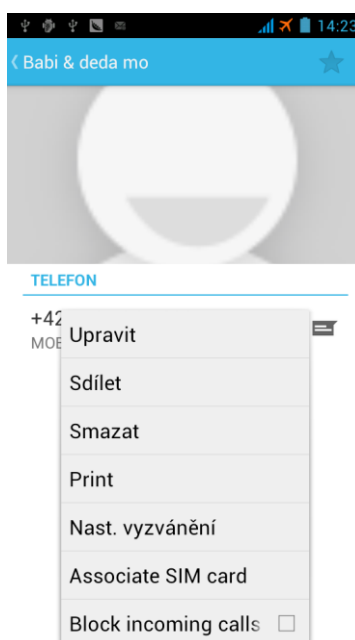 14:23
Babi & deda mo
TELEFON
+42
MOB
Upravit
Sdílet
Smazat
Print
Nast. vyzvánění
Associate SIM card
Block incoming calls